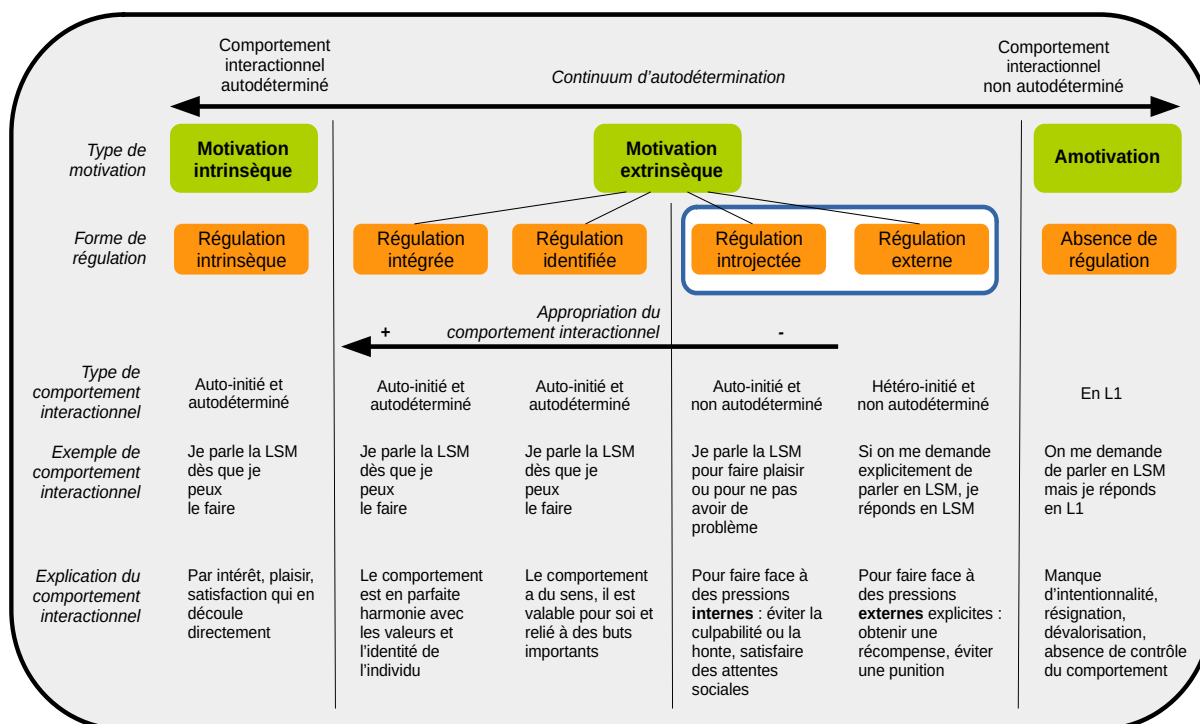 Comportement
interactionnel
autodéterminé
Continuum d'autodétermination
Comportement
interactionnel
non autodéterminé
Type de
motivation
Motivation
intrinsèque
Motivation
extrinsèque
Amotivation
Forme de
régulation
Régulation
intrinsèque
Régulation
intégrée
Régulation
identifiée
Régulation
introjectée
Régulation
externe
Absence de
régulation
Appropriation du
comportement interactionnel
+
-
Type de
comportement
interactionnel
Auto-initié et
autodéterminé
Auto-initié et
autodéterminé
Auto-initié et
autodéterminé
Auto-initié et
non autodéterminé
Hétéro-initié et
non autodéterminé
En L1
Exemple de
comportement
interactionnel
Je parle la LSM
dès que je
peux
le faire
Je parle la LSM
dès que je
peux
le faire
Je parle la LSM
dès que je
peux
le faire
Je parle la LSM
pour faire plaisir
ou pour ne pas
avoir de
problème
Si on me demande
explicitement de
parler en LSM, je
réponds en LSM
On me demande
de parler en LSM
mais je réponds
en L1
Explication du
comportement
interactionnel
Par intérêt, plaisir,
satisfaction qui en
découle
directement
Le comportement
est en parfaite
harmonie avec
les valeurs et
l'identité de
l'individu
Le comportement
a du sens, il est
valable pour soi et
relié à des buts
importants
Pour faire face à
des pressions
internes : éviter la
culpabilité ou la
honte, satisfaire
des attentes
sociales
Pour faire face à
des pressions
externes explicites :
obtenir une
récompense, éviter
une punition
Manque
d'intentionnalité,
résignation,
dévalorisation,
absence de contrôle
du comportement